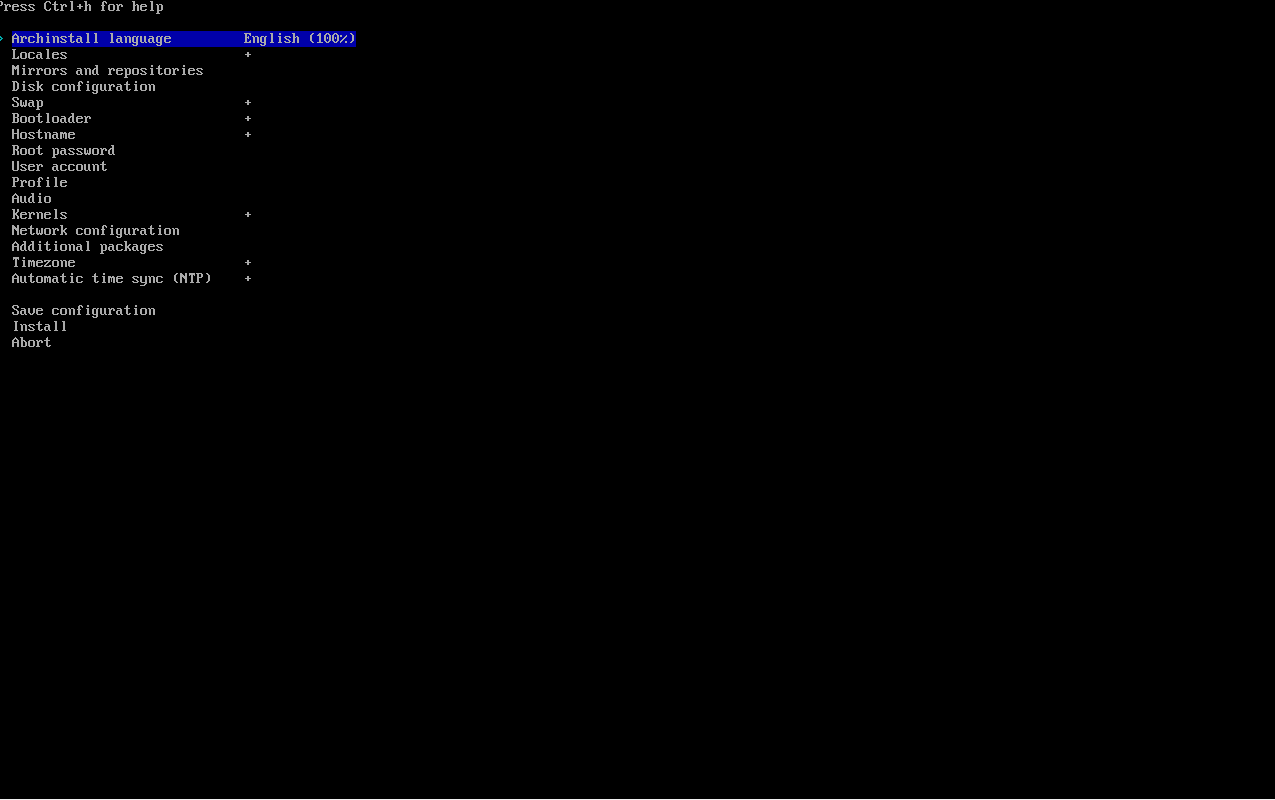 Press Ctrl+h for help
> Archinstall language English (100%)
Locales +
Mirrors and repositories
Disk configuration
Swap +
Bootloader +
Hostname +
Root password
User account
Profile
Audio
Kernels +
Network configuration
Additional packages
Timezone +
Automatic time sync (NTP) +
Save configuration
Install
Abort